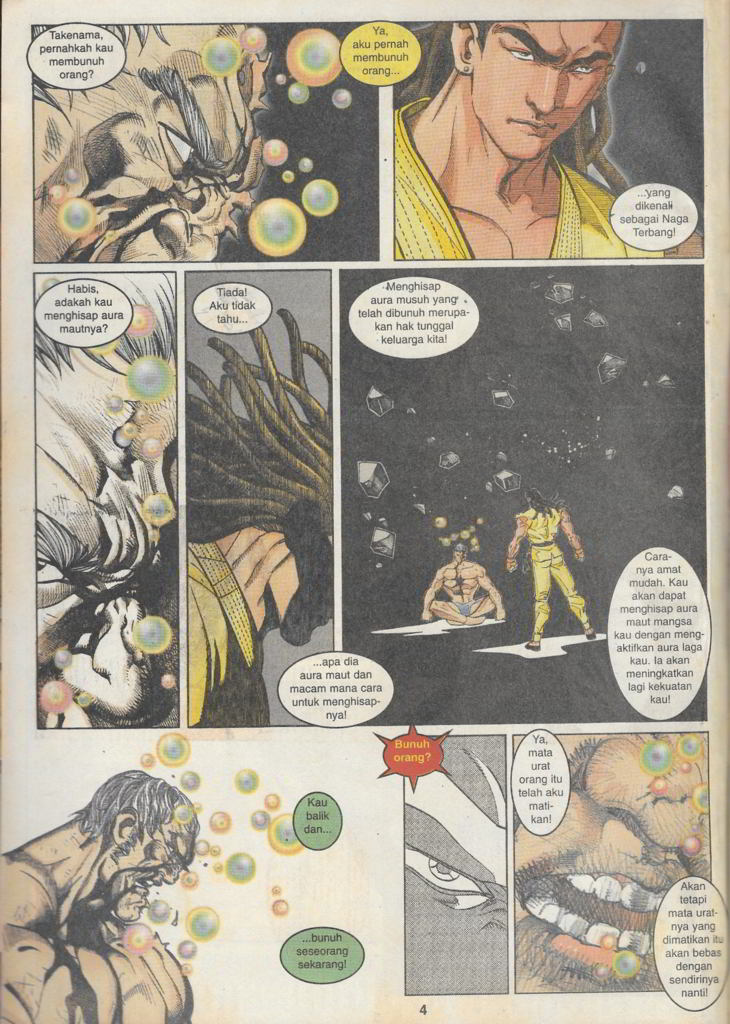 Takenama,
pernahkah kau
membunuh
orang?
Ya,
aku pernah
membunuh
orang...
...yang
dikenali
sebagai Naga
Terbang!
Habis,
adakah kau
menghisap aura
mautnya?
Tiada!
Aku tidak
tahu...
...apa dia
aura maut dan
macam mana cara
untuk menghisap-
nya!
Menghisap
aura musuh yang
telah dibunuh merupa-
kan hak tunggal
keluarga kita!
Cara-
nya amat
mudah. Kau
akan dapat
menghisap aura
maut mangsa
kau dengan meng-
aktifkan aura laga
kau. Ia akan
meningkatkan
lagi kekuatan
kau!
Kau
balik
dan...
...bunuh
seseorang
sekarang!
Bunuh
orang?
Ya,
mata
urat
orang itu
telah aku
mati-
kan!
Akan
tetapi
mata urat-
nya yang
dimatikan itu
akan bebas
dengan
sendirinya
nanti!
4